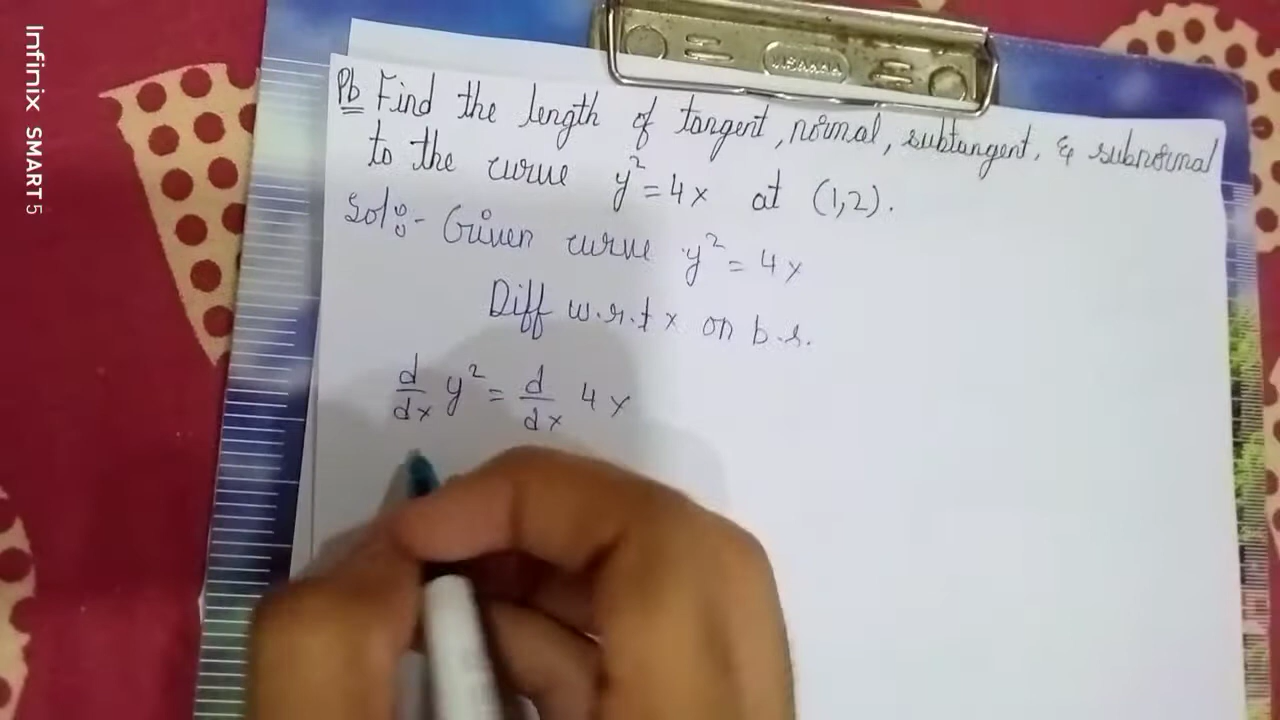 Infinix SMART 5
Pb Find the length of tangent, normal, subtangent, & subnormal
to the curve y² = 4x at (1,2).
Sol:- Given curve y² = 4x
Diff w.r.t x on b.s.
d/dx y² = d/dx 4x